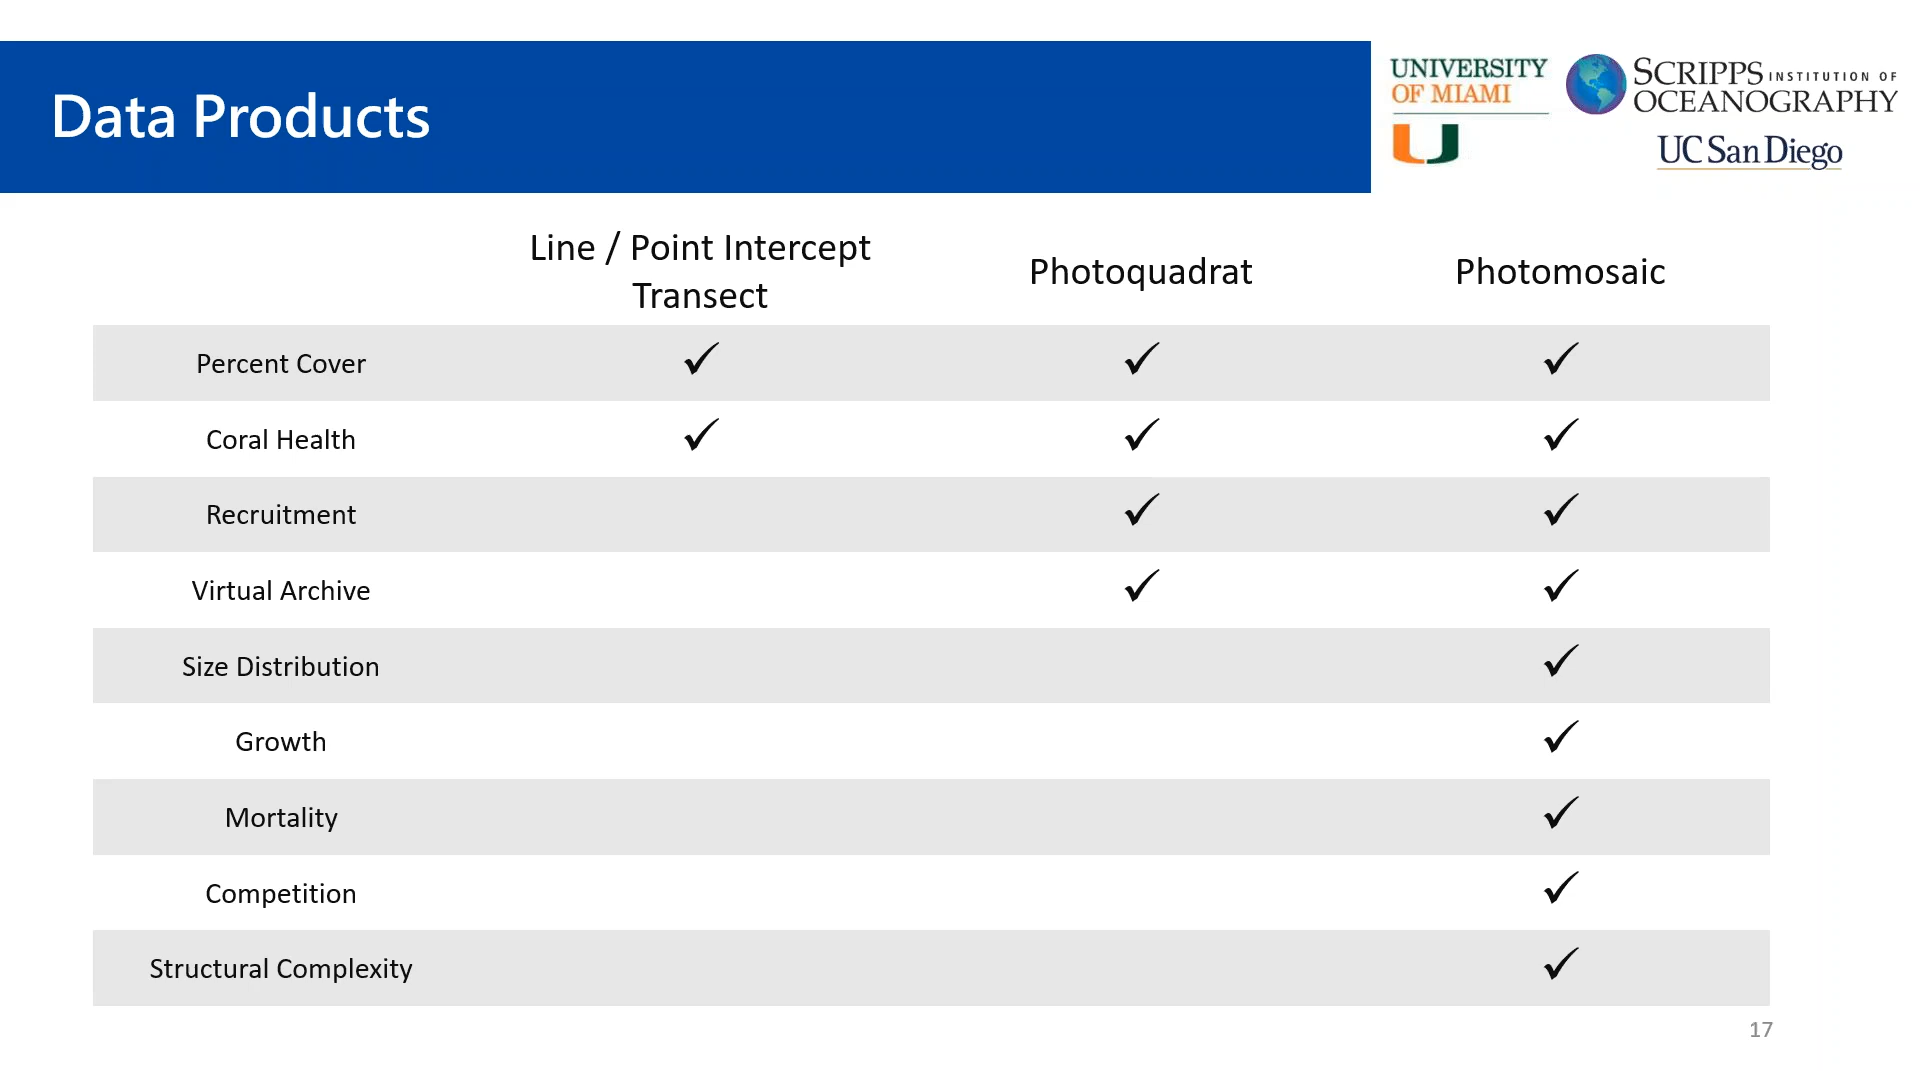 Data Products
UNIVERSITY
OF MIAMI
SCRIPPS INSTITUTION OF
OCEANOGRAPHY
UC San Diego
Line / Point Intercept
Transect
Photoquadrat
Photomosaic
Percent Cover ✓ ✓ ✓
Coral Health ✓ ✓ ✓
Recruitment ✓ ✓
Virtual Archive ✓ ✓
Size Distribution ✓
Growth ✓
Mortality ✓
Competition ✓
Structural Complexity ✓
17